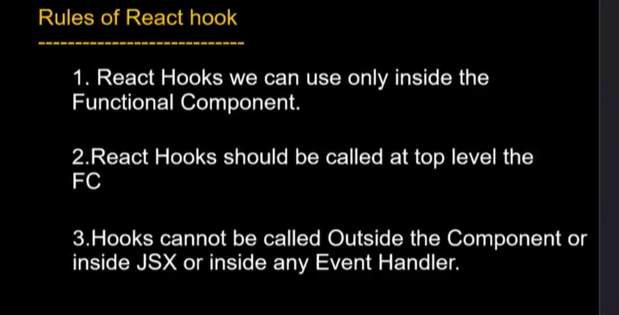 Rules of React hook
----------------------------
1. React Hooks we can use only inside the
Functional Component.
2.React Hooks should be called at top level the
FC
3.Hooks cannot be called Outside the Component or
inside JSX or inside any Event Handler.